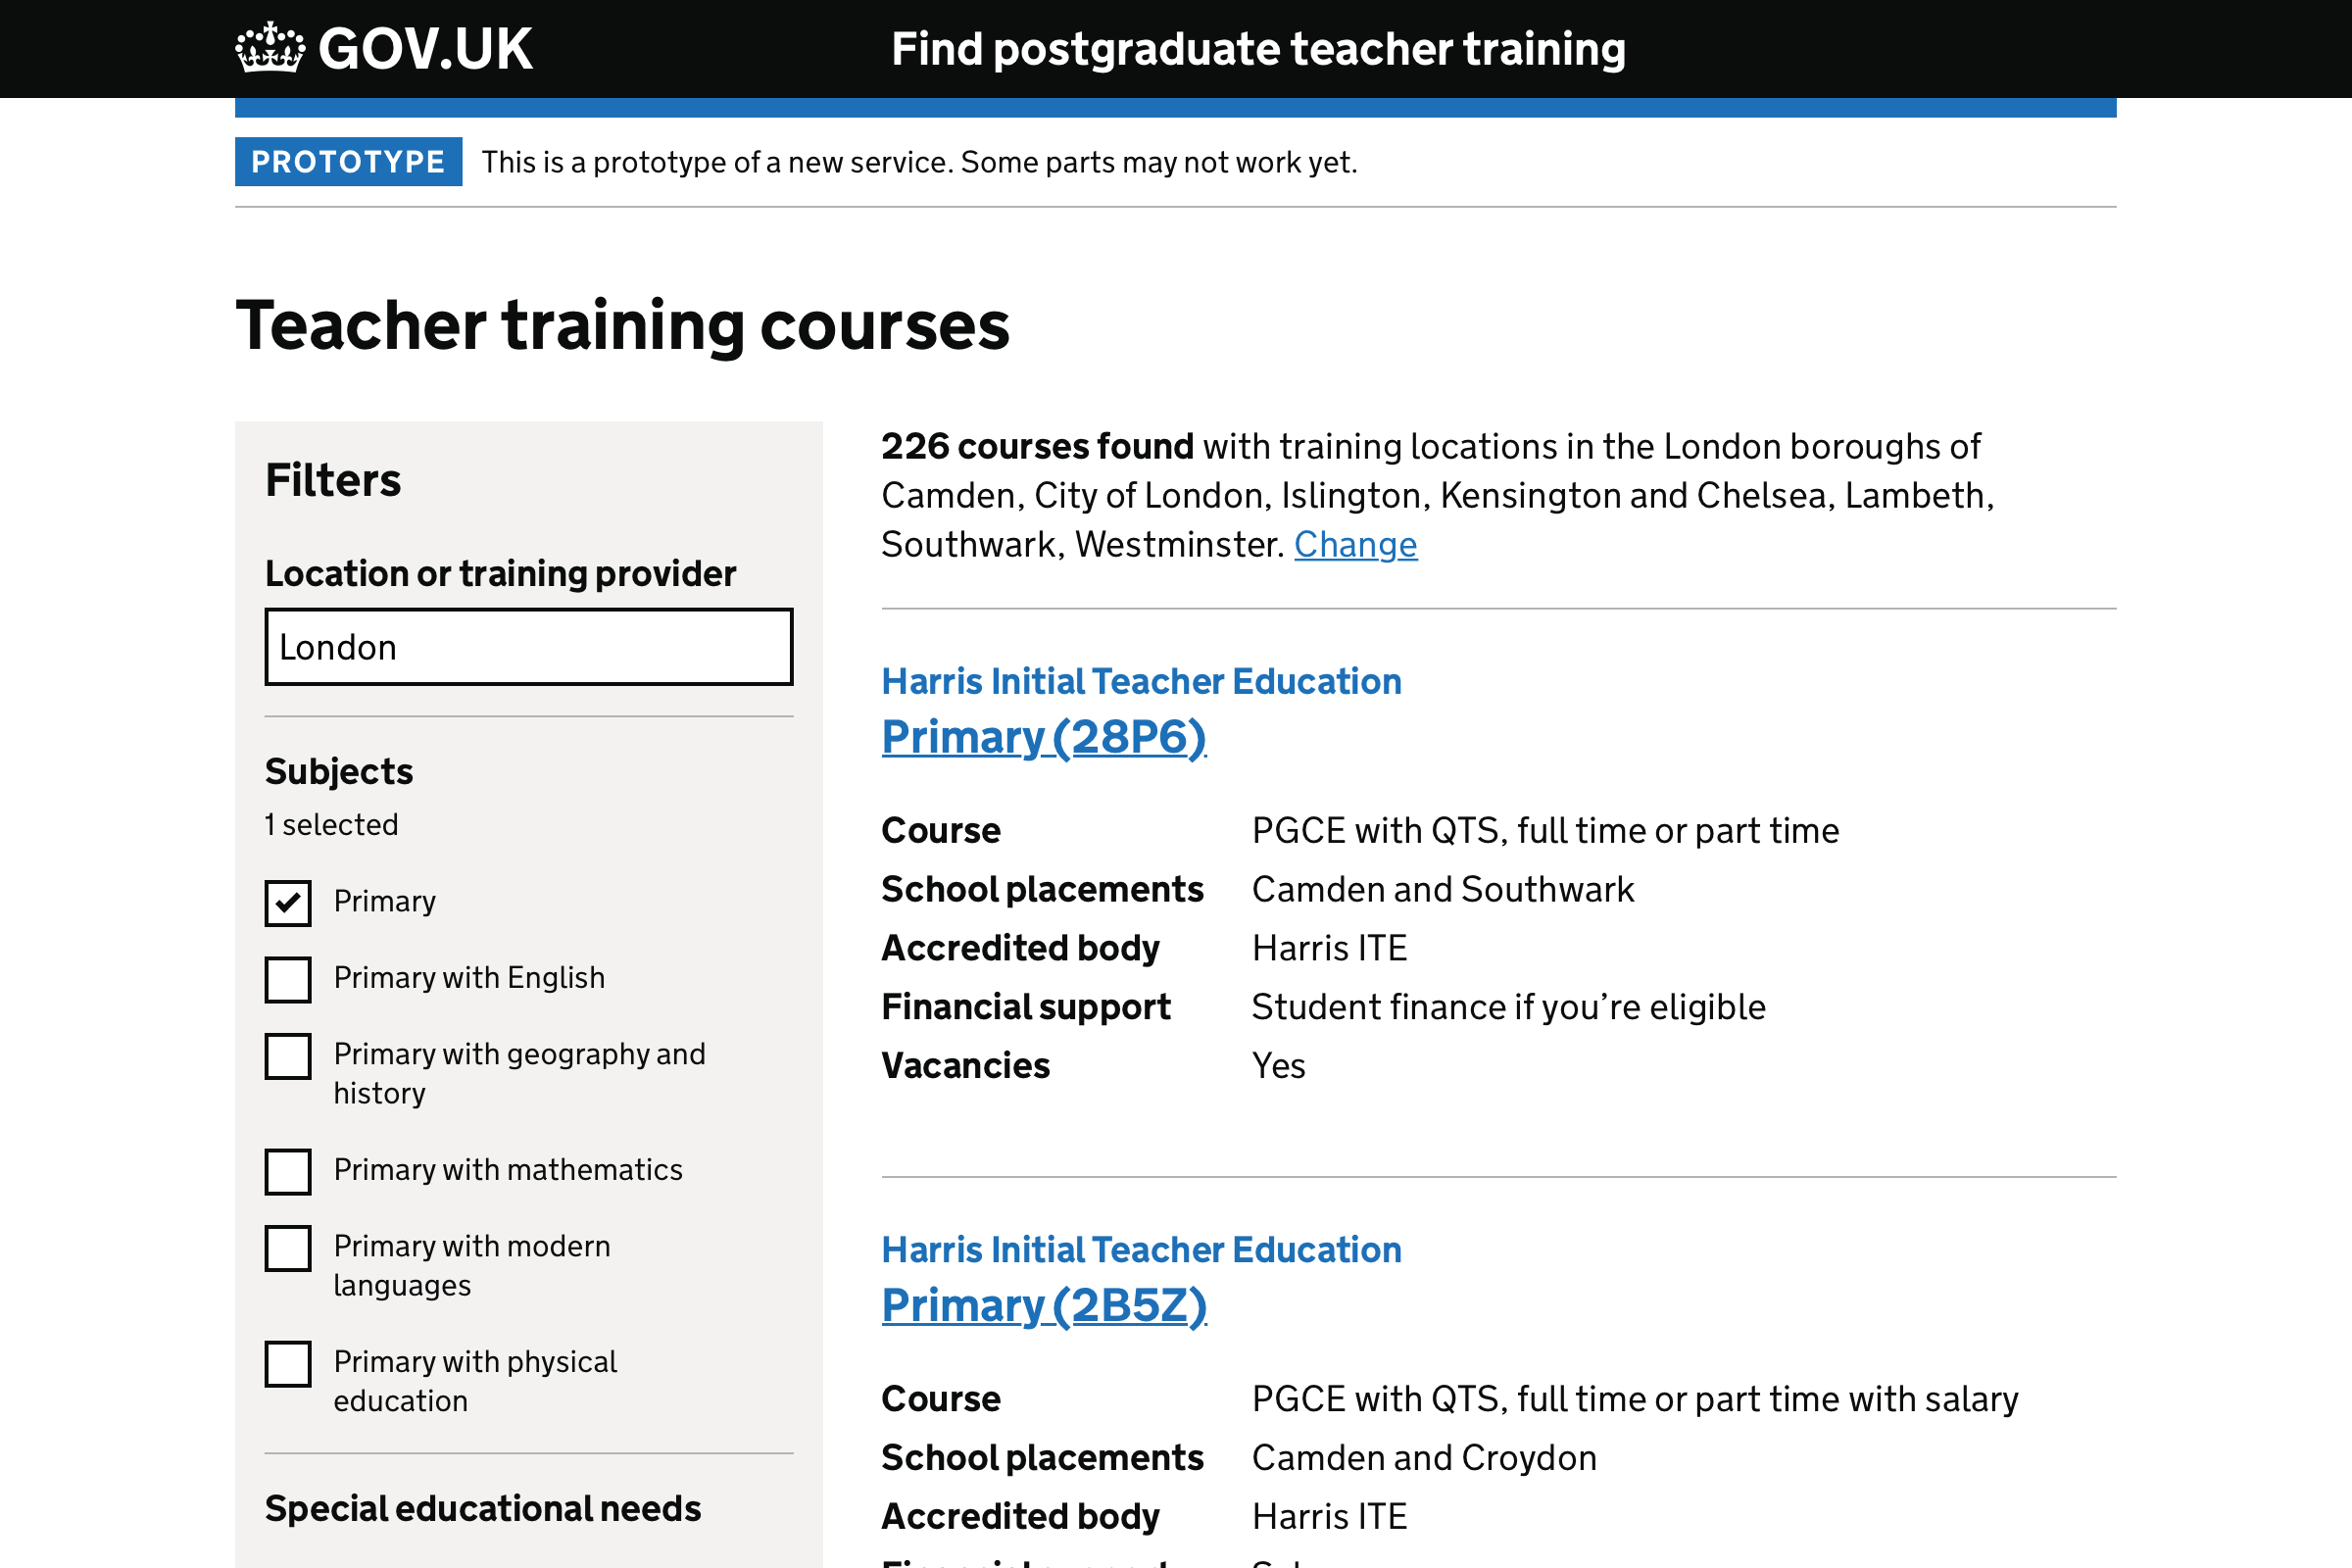 GOV.UK
Find postgraduate teacher training
PROTOTYPE
This is a prototype of a new service. Some parts may not work yet.
Teacher training courses
Filters
Location or training provider
London
Subjects
1 selected
Primary
Primary with English
Primary with geography and
history
Primary with mathematics
Primary with modern
languages
Primary with physical
education
Special educational needs
226 courses found with training locations in the London boroughs of
Camden, City of London, Islington, Kensington and Chelsea, Lambeth,
Southwark, Westminster. Change
Harris Initial Teacher Education
Primary (28P6)
Course PGCE with QTS, full time or part time
School placements Camden and Southwark
Accredited body Harris ITE
Financial support Student finance if you’re eligible
Vacancies Yes
Harris Initial Teacher Education
Primary (2B5Z)
Course PGCE with QTS, full time or part time with salary
School placements Camden and Croydon
Accredited body Harris ITE